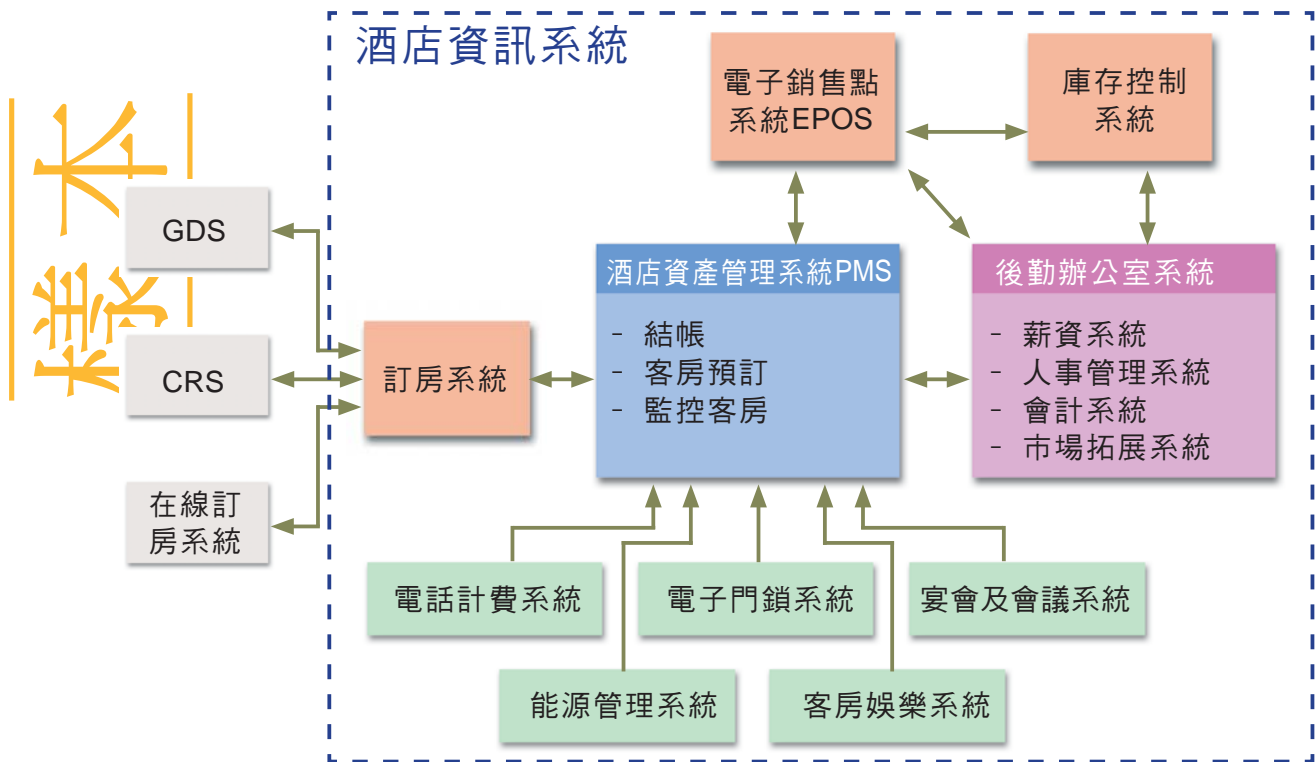 酒店資訊系統
樣本
電子銷售點
系統EPOS
庫存控制
系統
GDS
CRS
在線訂
房系統
訂房系統
酒店資產管理系統PMS
- 結帳
- 客房預訂
- 監控客房
後勤辦公室系統
- 薪資系統
- 人事管理系統
- 會計系統
- 市場拓展系統
電話計費系統
電子門鎖系統
宴會及會議系統
能源管理系統
客房娛樂系統